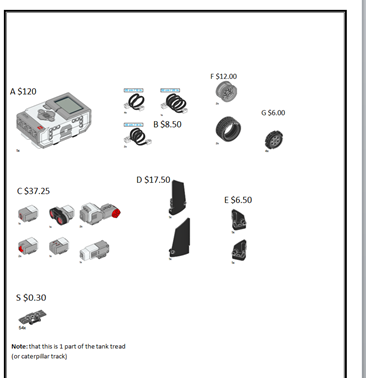 F $12.00
A $120
G $6.00
B $8.50
D $17.50
C $37.25
E $6.50
S $0.30
54x
Note: that this is 1 part of the tank tread
(or caterpillar track)